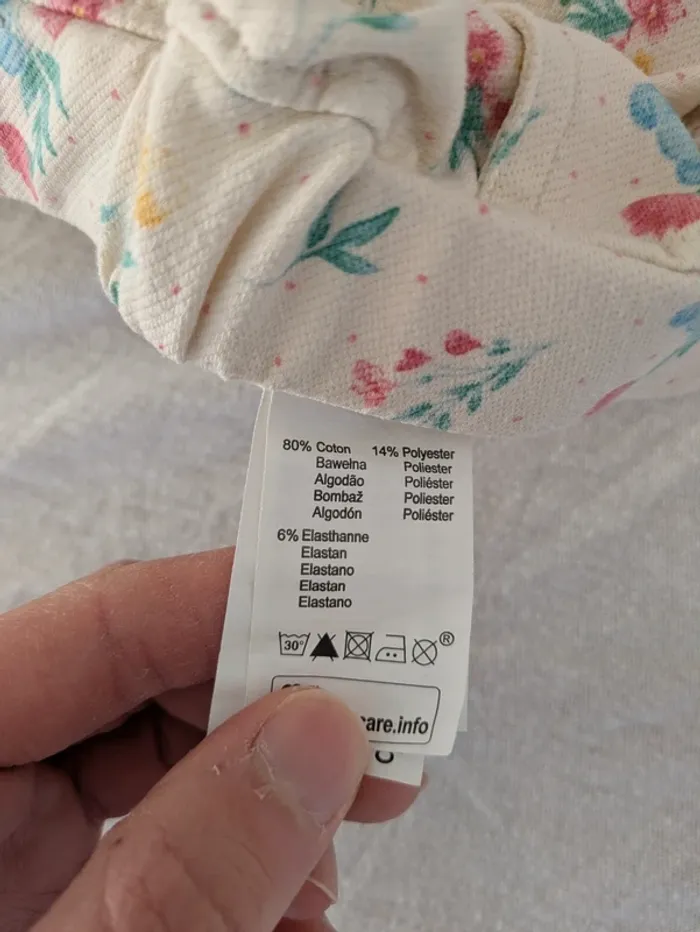 80% Coton 14% Polyester
Bawełna Poliester
Algodão Poliéster
Bombaž Poliester
Algodón Poliéster
6% Elasthanne
Elastan
Elastano
Elastan
Elastano
30° ®
care.info